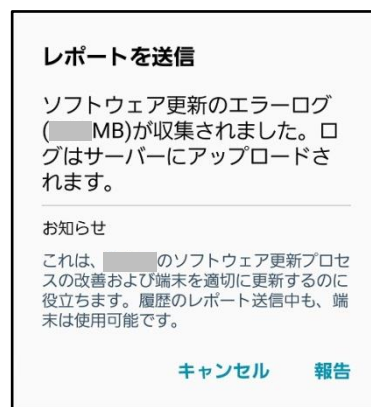 レポートを送信
ソフトウェア更新のエラーログ
(MB)が収集されました。ロ
グはサーバーにアップロードさ
れます。
お知らせ
これは、のソフトウェア更新プロセ
スの改善および端末を適切に更新するのに
役立ちます。履歴のレポート送信中も、端
末は使用可能です。
キャンセル 報告